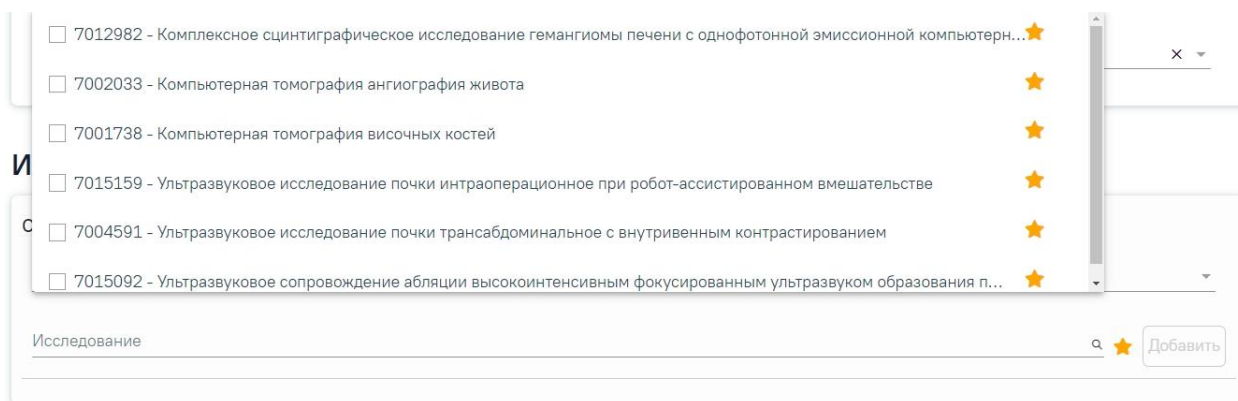 7012982 - Комплексное сцинтиграфическое исследование гемангиомы печени с однофотонной эмиссионной компьютерн...
7002033 - Компьютерная томография ангиография живота
7001738 - Компьютерная томография височных костей
И
7015159 - Ультразвуковое исследование почки интраоперационное при робот-ассистированном вмешательстве
С
7004591 - Ультразвуковое исследование почки трансабдоминальное с внутривенным контрастированием
7015092 - Ультразвуковое сопровождение абляции высокоинтенсивным фокусированным ультразвуком образования п...
Исследование
Добавить